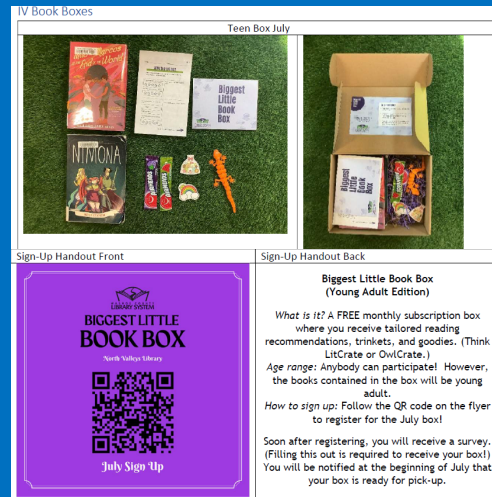 IV Book Boxes
Teen Box July
NIMONA
Biggest
Little
Book
Box
Biggest
Little
Book
Box
Sign-Up Handout Front
LIBRARY SYSTEM
BIGGEST LITTLE
BOOK BOX
North Valleys Library
July Sign Up
Sign-Up Handout Back
Biggest Little Book Box
(Young Adult Edition)
What is it? A FREE monthly subscription box
where you receive tailored reading
recommendations, trinkets, and goodies. (Think
LitCrate or OwlCrate.)
Age range: Anybody can participate! However,
the books contained in the box will be young
adult.
How to sign up: Follow the QR code on the flyer
to register for the July box!
Soon after registering, you will receive a survey.
(Filling this out is required to receive your box!)
You will be notified at the beginning of July that
your box is ready for pick-up.